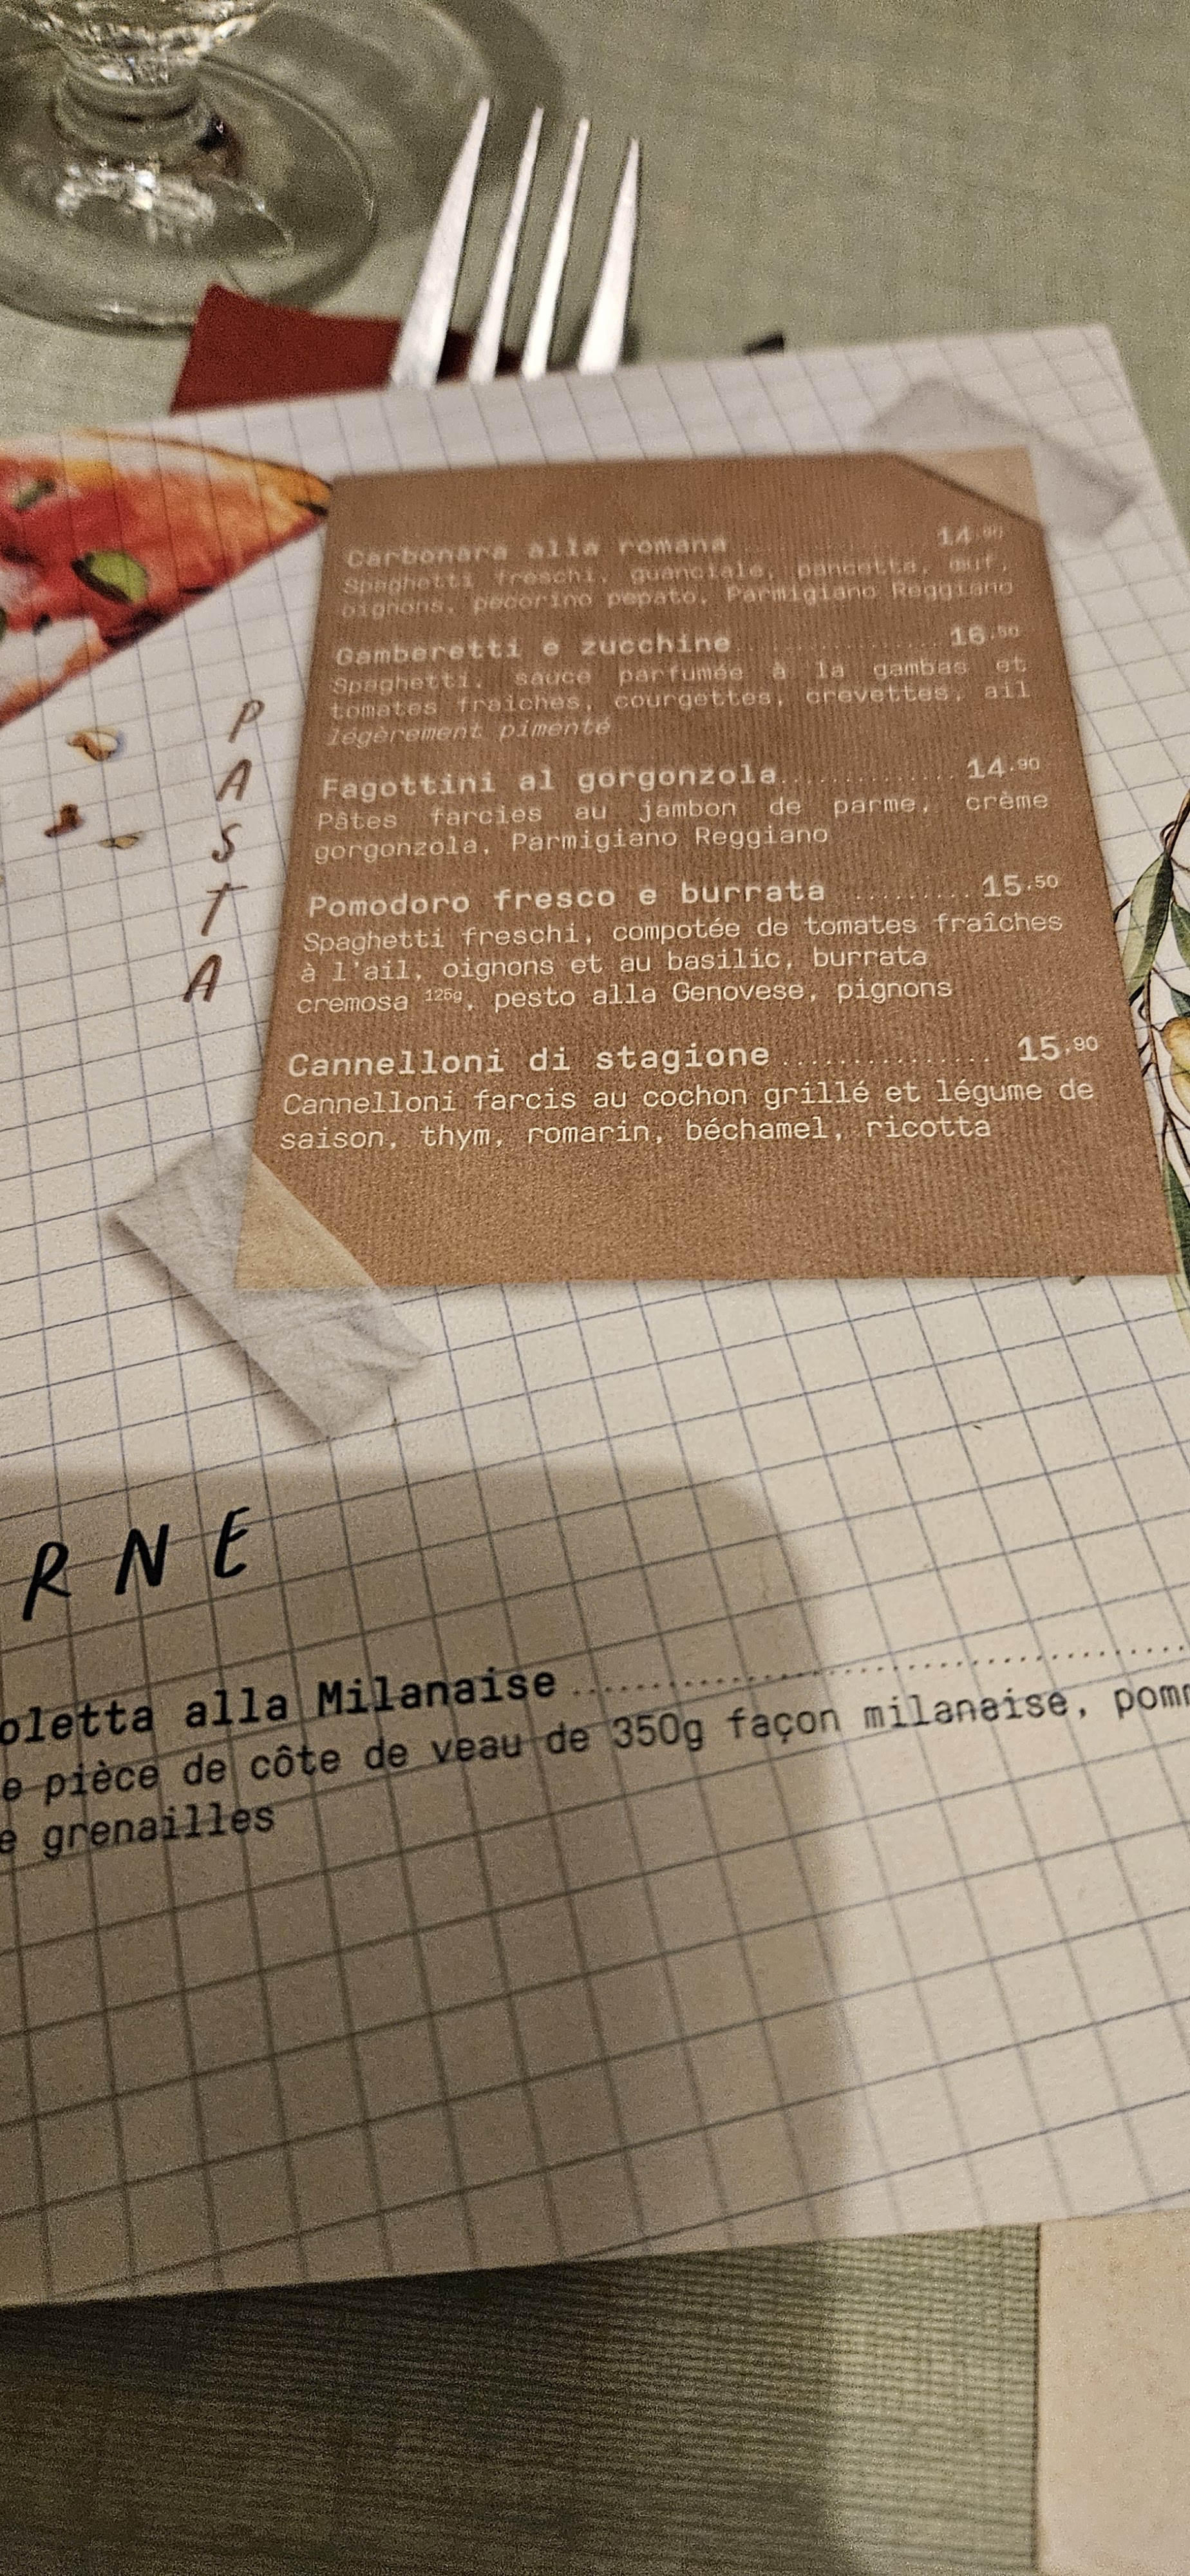 Carbonara alla romana .......... 14.90
Spaghetti freschi, guanciale, pancetta, œuf,
oignons, pecorino pepato, Parmigiano Reggiano
Gamberetti e zucchine .......... 16.50
Spaghetti, sauce parfumée à la gambas et
tomates fraîches, courgettes, crevettes, ail
légèrement pimenté
Fagottini al gorgonzola .......... 14.90
Pâtes farcies au jambon de parme, crème
gorgonzola, Parmigiano Reggiano
Pomodoro fresco e burrata .......... 15.50
Spaghetti freschi, compotée de tomates fraîches
à l'ail, oignons et au basilic, burrata
cremosa 125g, pesto alla Genovese, pignons
Cannelloni di stagione .......... 15,90
Cannelloni farcis au cochon grillé et légume de
saison, thym, romarin, béchamel, ricotta
PASTA
RNE
oletta alla Milanaise ..........
e pièce de côte de veau de 350g façon milanaise, pomm
e grenailles